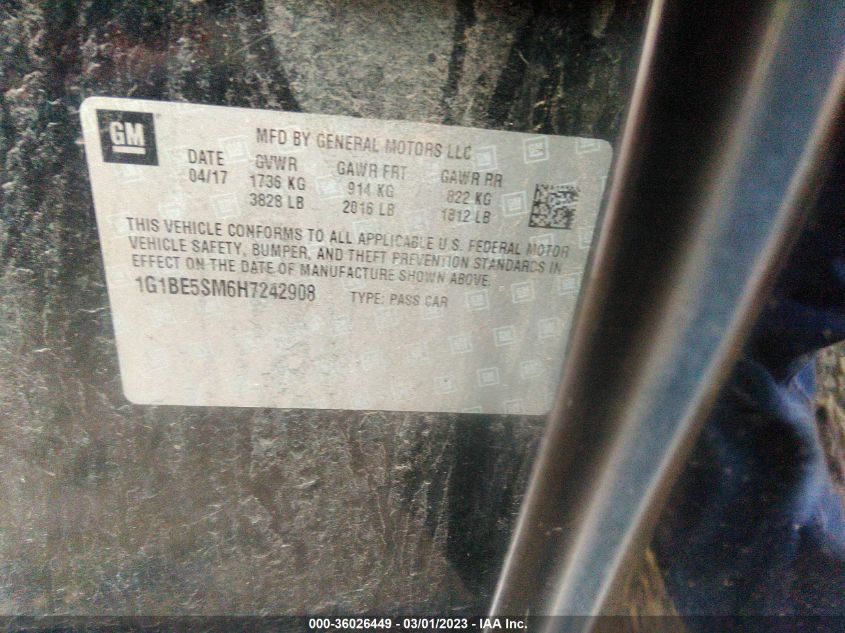 GM
MFD BY GENERAL MOTORS LLC
DATE GVWR GAWR FRT GAWR RR
04/17 1736 KG 914 KG 822 KG
3828 LB 2016 LB 1812 LB
THIS VEHICLE CONFORMS TO ALL APPLICABLE U.S. FEDERAL MOTOR
VEHICLE SAFETY, BUMPER, AND THEFT PREVENTION STANDARDS IN
EFFECT ON THE DATE OF MANUFACTURE SHOWN ABOVE.
1G1BE5SM6H7242908 TYPE: PASS CAR
000-36026449 - 03/01/2023 - IAA Inc.